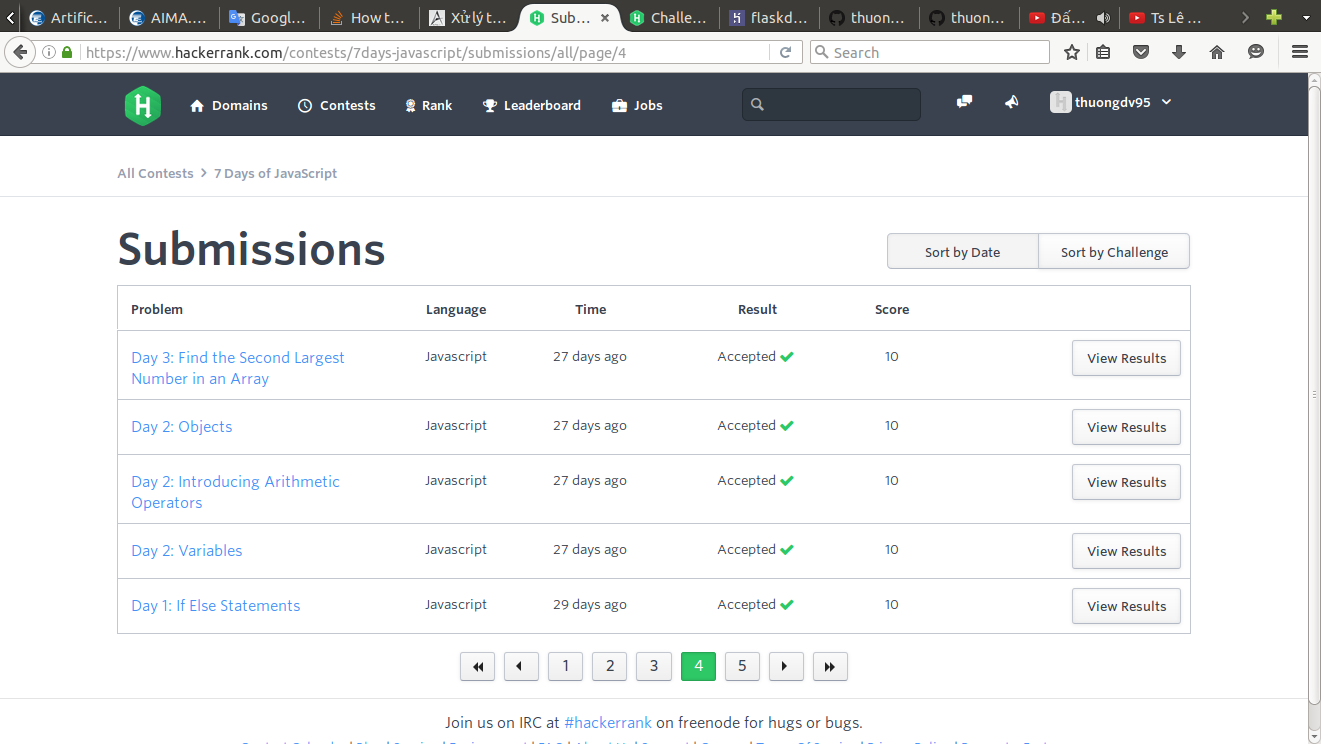 Artific...
AIMA....
Googl...
How t...
Xử lý t...
Sub...
Challe...
flaskd...
thuon...
thuon...
Đấ...
Ts Lê ...
https://www.hackerrank.com/contests/7days-javascript/submissions/all/page/4
Search
Domains
Contests
Rank
Leaderboard
Jobs
thuongdv95
All Contests > 7 Days of JavaScript
Submissions
Sort by Date
Sort by Challenge
Problem Language Time Result Score
Day 3: Find the Second Largest Javascript 27 days ago Accepted 10 View Results
Number in an Array
Day 2: Objects Javascript 27 days ago Accepted 10 View Results
Day 2: Introducing Arithmetic Javascript 27 days ago Accepted 10 View Results
Operators
Day 2: Variables Javascript 27 days ago Accepted 10 View Results
Day 1: If Else Statements Javascript 29 days ago Accepted 10 View Results
1 2 3 4 5
Join us on IRC at #hackerrank on freenode for hugs or bugs.